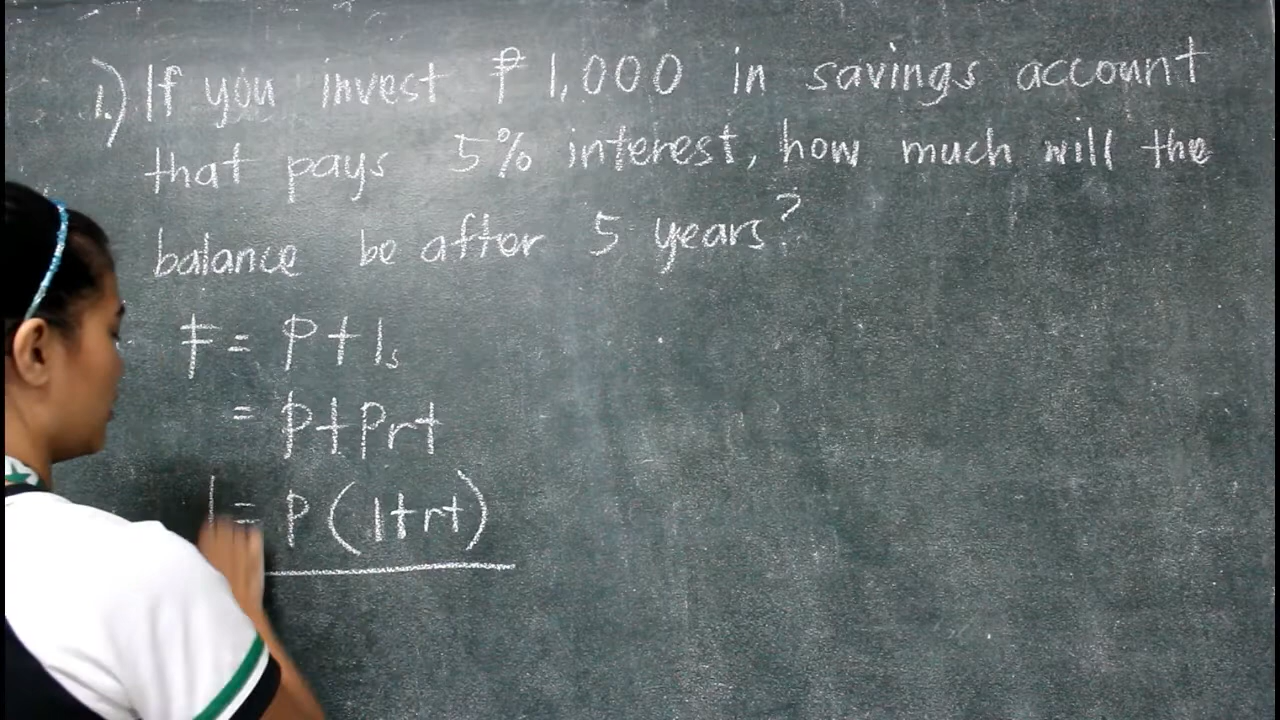 1.) If you invest ₱1,000 in savings account
that pays 5% interest, how much will the
balance be after 5 years?
F = P + Is
= P + Prt
= P (1+rt)